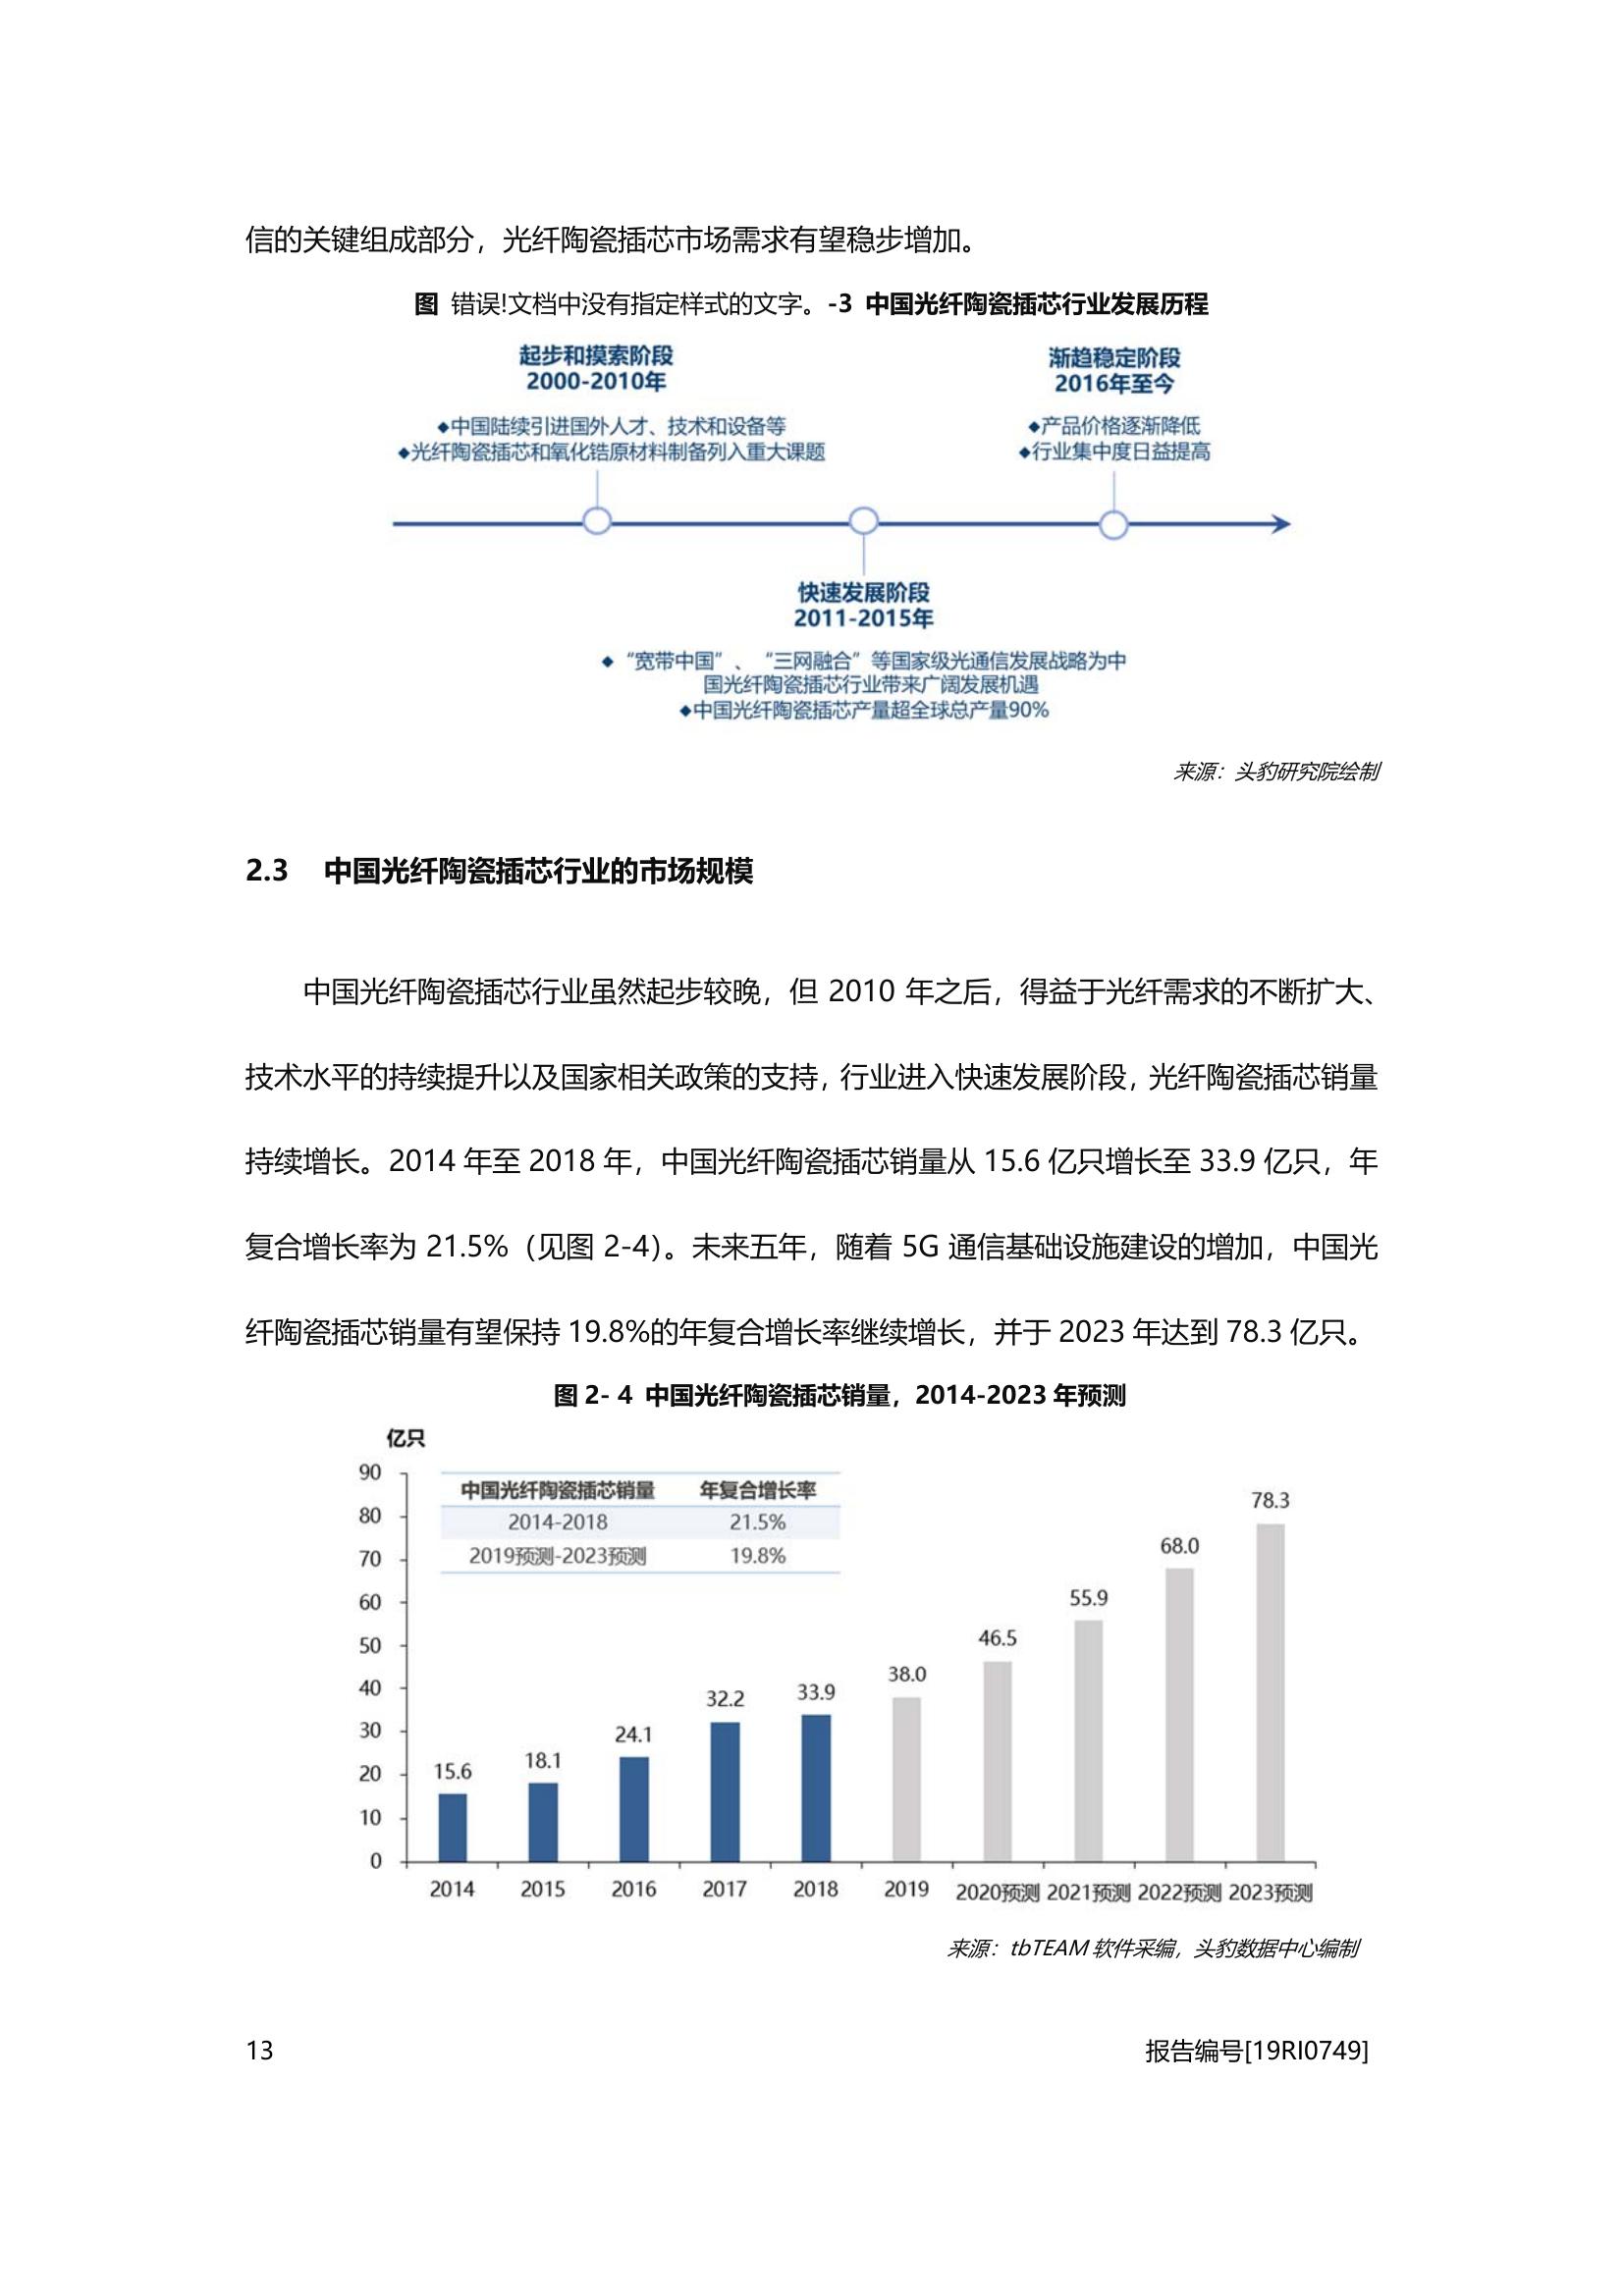 信的关键组成部分，光纤陶瓷插芯市场需求有望稳步增加。
图 错误!文档中没有指定样式的文字。-3 中国光纤陶瓷插芯行业发展历程
起步和摸索阶段
2000-2010年
◆中国陆续引进国外人才、技术和设备等
◆光纤陶瓷插芯和氧化锆原材料制备列入重大课题
渐趋稳定阶段
2016年至今
◆产品价格逐渐降低
◆行业集中度日益提高
快速发展阶段
2011-2015年
◆“宽带中国”、“三网融合”等国家级光通信发展战略为中
国光纤陶瓷插芯行业带来广阔发展机遇
◆中国光纤陶瓷插芯产量超全球总产量90%
来源：头豹研究院绘制
2.3 中国光纤陶瓷插芯行业的市场规模
中国光纤陶瓷插芯行业虽然起步较晚，但 2010 年之后，得益于光纤需求的不断扩大、
技术水平的持续提升以及国家相关政策的支持，行业进入快速发展阶段，光纤陶瓷插芯销量
持续增长。2014 年至 2018 年，中国光纤陶瓷插芯销量从 15.6 亿只增长至 33.9 亿只，年
复合增长率为 21.5%（见图 2-4）。未来五年，随着 5G 通信基础设施建设的增加，中国光
纤陶瓷插芯销量有望保持 19.8%的年复合增长率继续增长，并于 2023 年达到 78.3 亿只。
图 2- 4 中国光纤陶瓷插芯销量，2014-2023 年预测
亿只
90
80
70
60
50
40
30
20
10
0
中国光纤陶瓷插芯销量 年复合增长率
2014-2018 21.5%
2019预测-2023预测 19.8%
15.6 18.1 24.1 32.2 33.9 38.0 46.5 55.9 68.0 78.3
2014 2015 2016 2017 2018 2019 2020预测 2021预测 2022预测 2023预测
来源：tbTEAM 软件采编，头豹数据中心编制
13 报告编号[19RI0749]